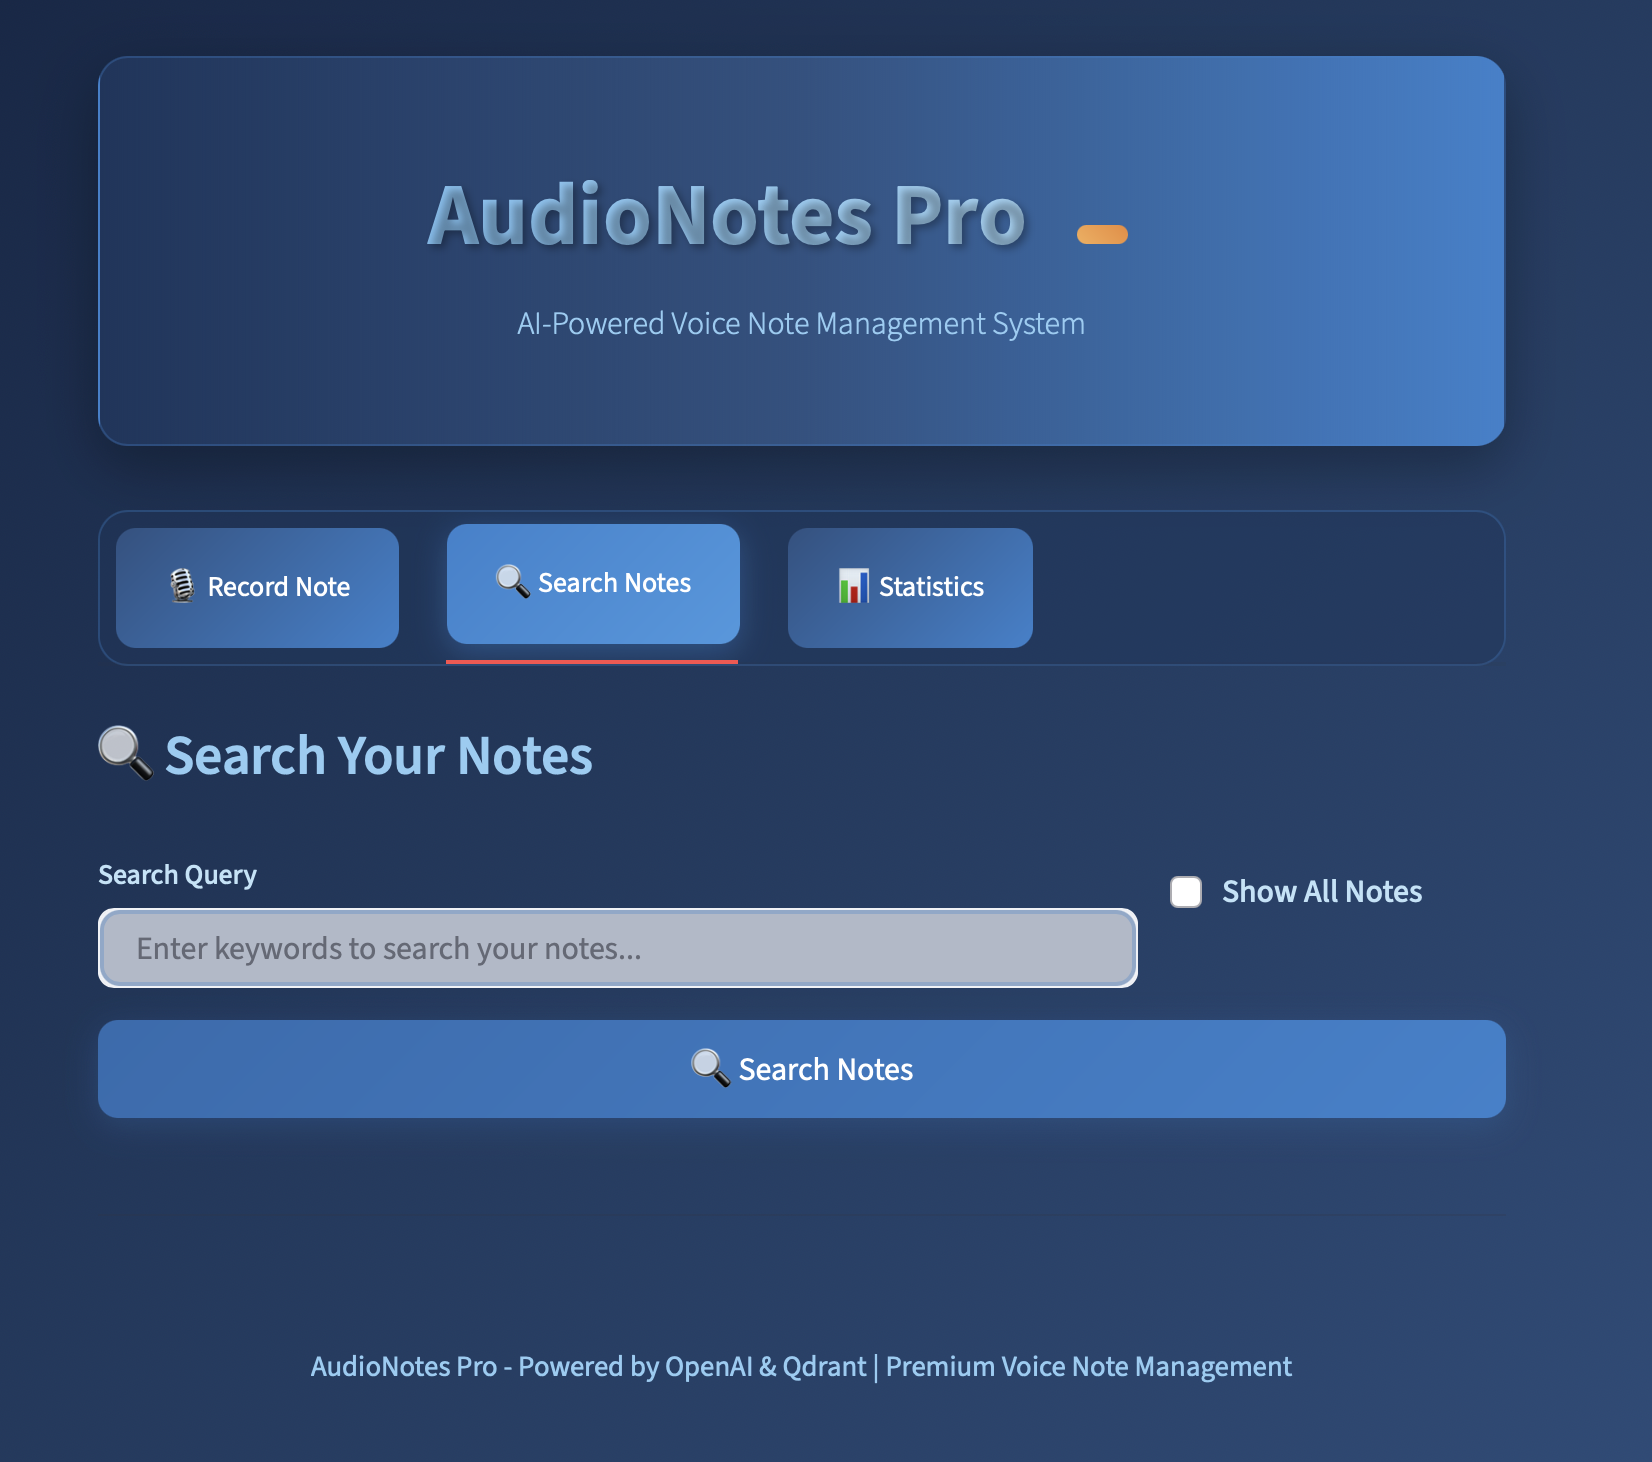 AudioNotes Pro
AI-Powered Voice Note Management System
Record Note
Search Notes
Statistics
Search Your Notes
Search Query
Show All Notes
Enter keywords to search your notes...
Search Notes
AudioNotes Pro - Powered by OpenAI & Qdrant | Premium Voice Note Management